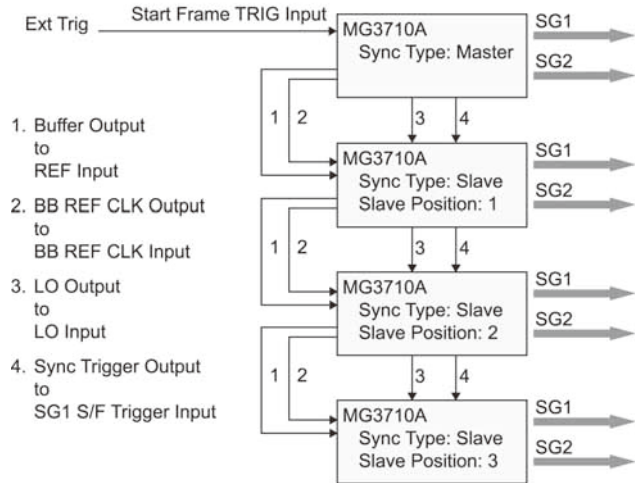 Ext Trig
Start Frame TRIG Input
MG3710A
Sync Type: Master
SG1
SG2
1 2 3 4
MG3710A
Sync Type: Slave
Slave Position: 1
SG1
SG2
1 2 3 4
MG3710A
Sync Type: Slave
Slave Position: 2
SG1
SG2
1 2 3 4
MG3710A
Sync Type: Slave
Slave Position: 3
SG1
SG2
1. Buffer Output
to
REF Input
2. BB REF CLK Output
to
BB REF CLK Input
3. LO Output
to
LO Input
4. Sync Trigger Output
to
SG1 S/F Trigger Input